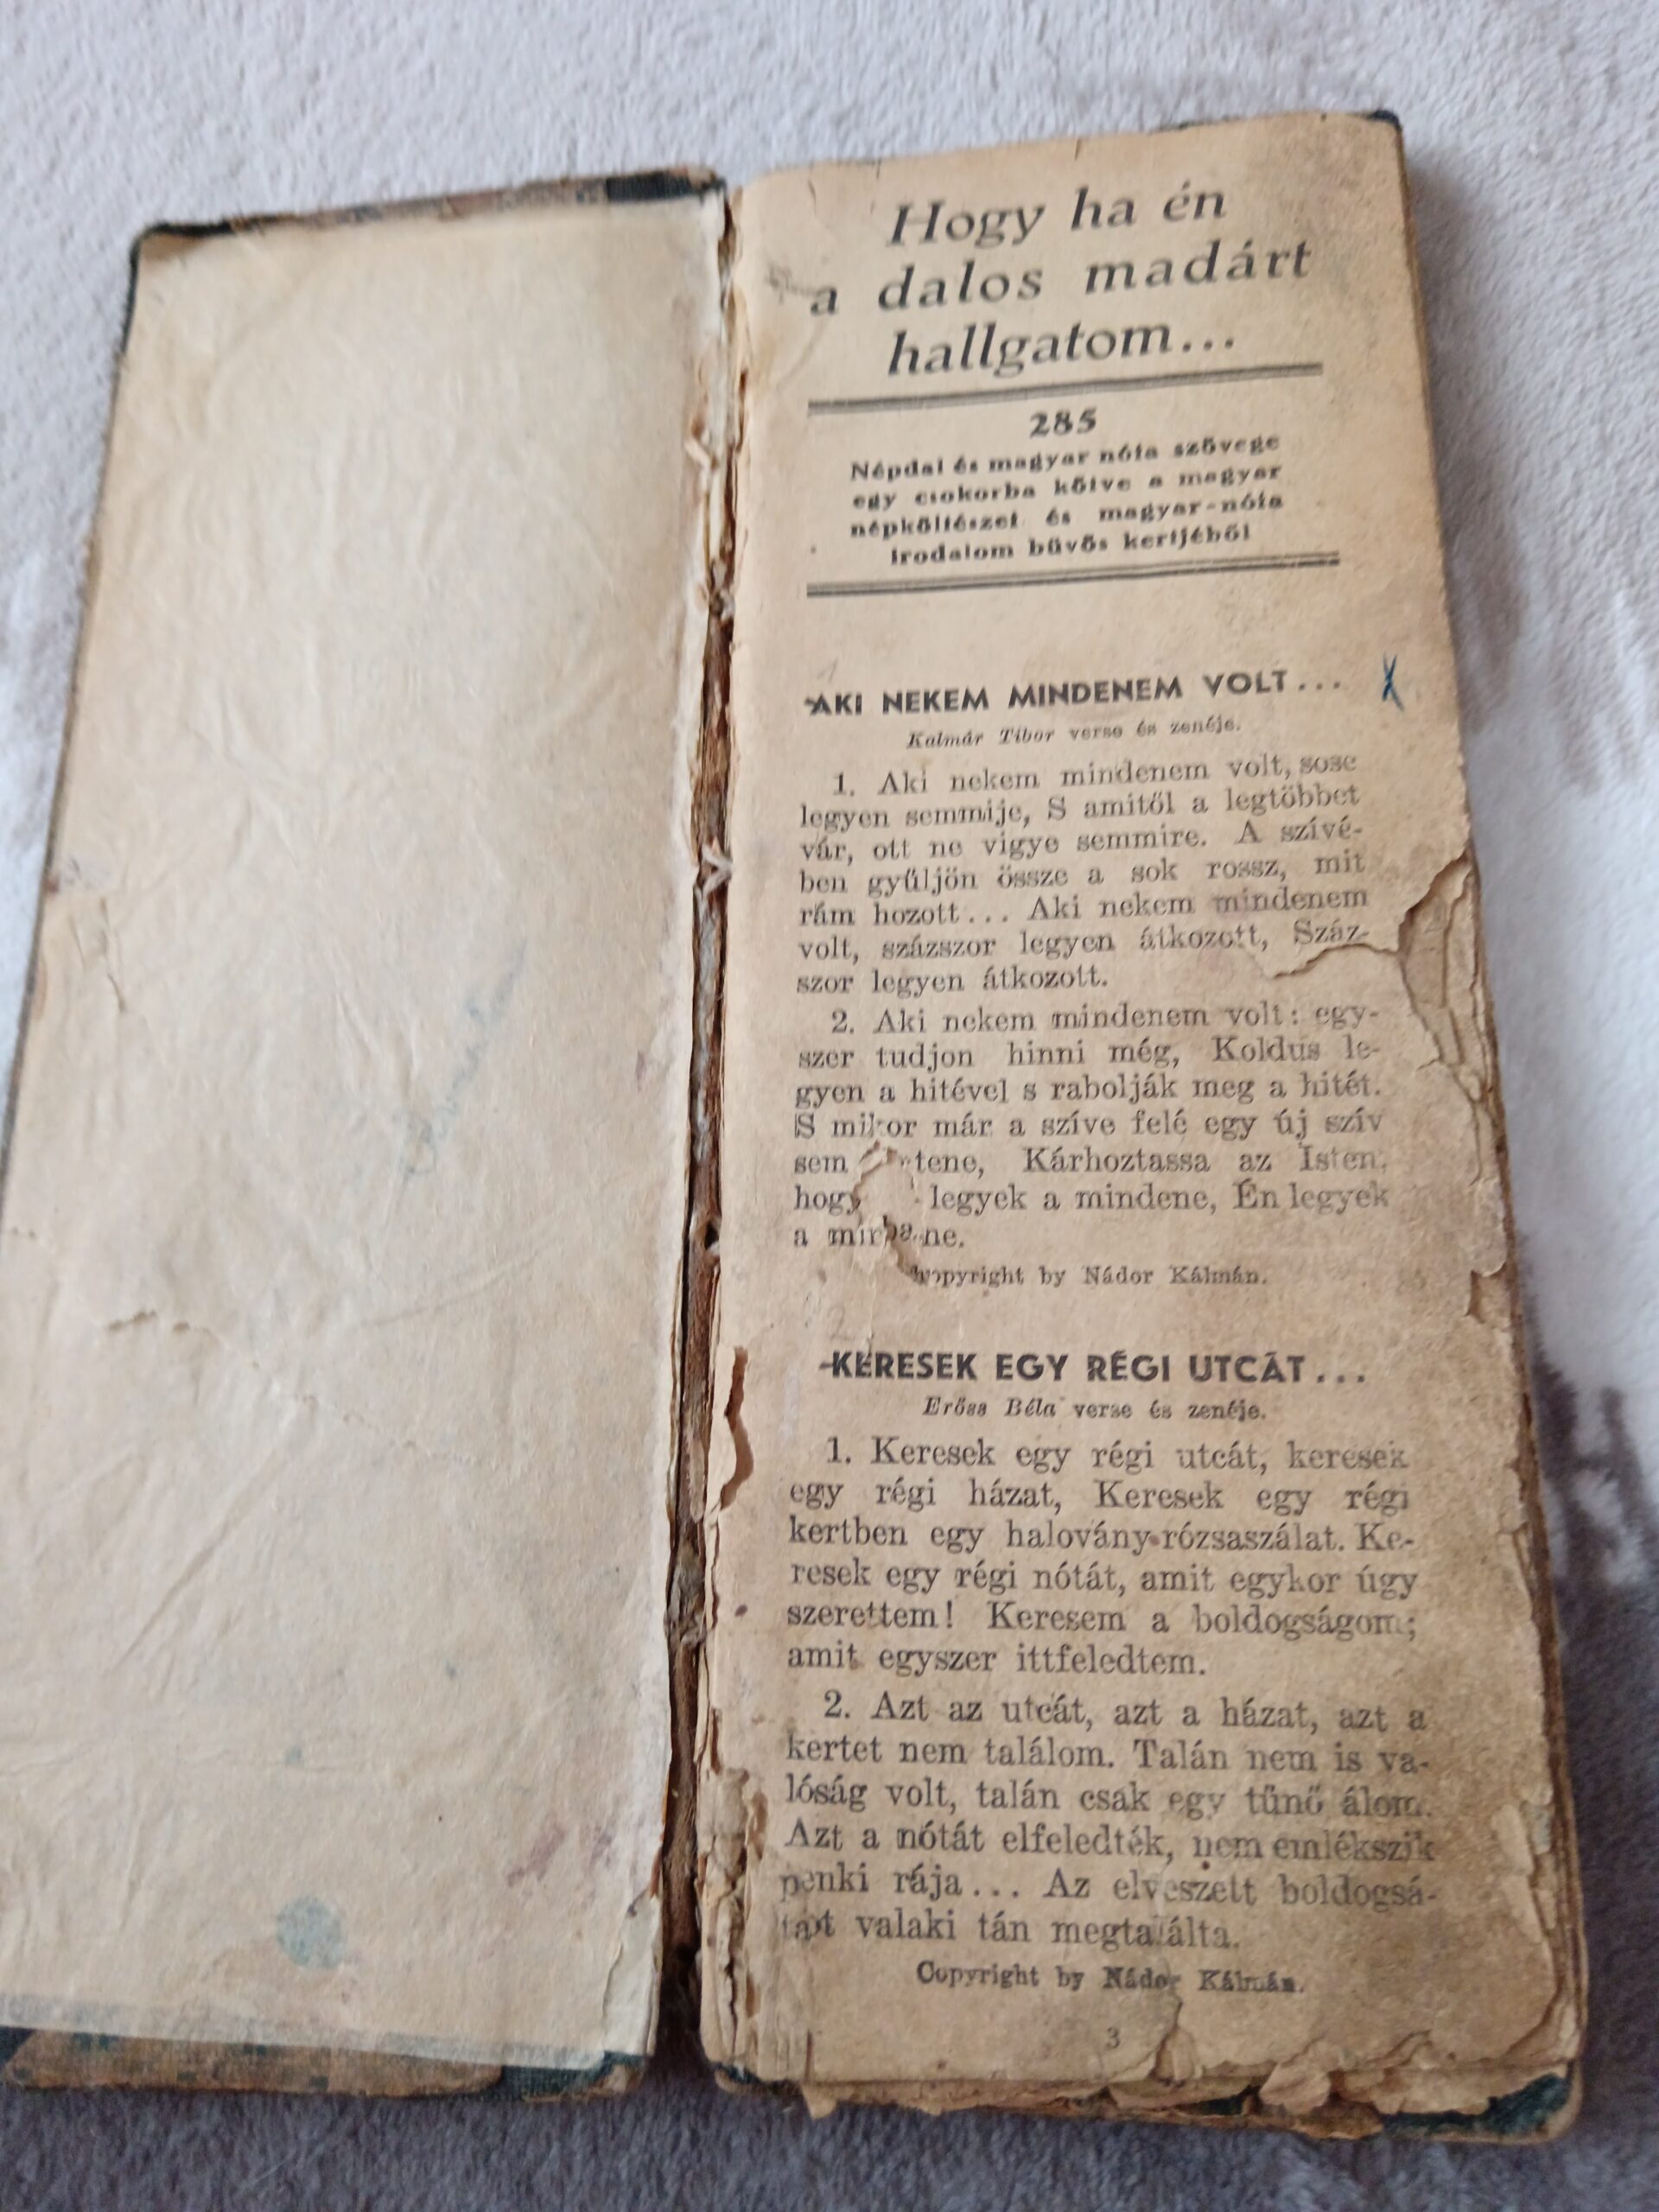 Hogy ha én
a dalos madárt
hallgatom...
285
Népdal és magyar nóta szövege
egy csokorba kötve a magyar
népköltészet és magyar-nóta
irodalom bűvös kertjéből
AKI NEKEM MINDENEM VOLT...
Kalmár Tibor verse és zenéje.
1. Aki nekem mindenem volt, sose
legyen semmije, S amitől a legtöbbet
vár, ott ne vigye semmire. A szívé-
ben gyűljön össze a sok rossz, mit
rám hozott... Aki nekem mindenem
volt, százszor legyen átkozott, Száz-
szor legyen átkozott.
2. Aki nekem mindenem volt: egy-
szer tudjon hinni még, Koldus le-
gyen a hitével s rabolják meg a hitét.
S mikor már a szíve felé egy új szív
sem Kárhoztassa az Isten,
hogy legyek a mindene, Én legyek
a
Copyright by Nádor Kálmán.
KERESEK EGY RÉGI UTCÁT...
Erőss Béla verse és zenéje.
1. Keresek egy régi utcát, keresek
egy régi házat, Keresek egy régi
kertben egy halovány rózsaszálat. Ke-
resek egy régi nótát, amit egykor úgy
szerettem! Keresem a boldogságom;
amit egyszer ittfeledtem.
2. Azt az utcát, azt a házat, azt a
kertet nem találom. Talán nem is va-
lóság volt, talán csak egy tűnő álom.
Azt a nótát elfeledték, nem emlékszik
senki rája... Az elveszett boldogsá-
valaki tán megtalálta.
Copyright by Nádor Kálmán.
3